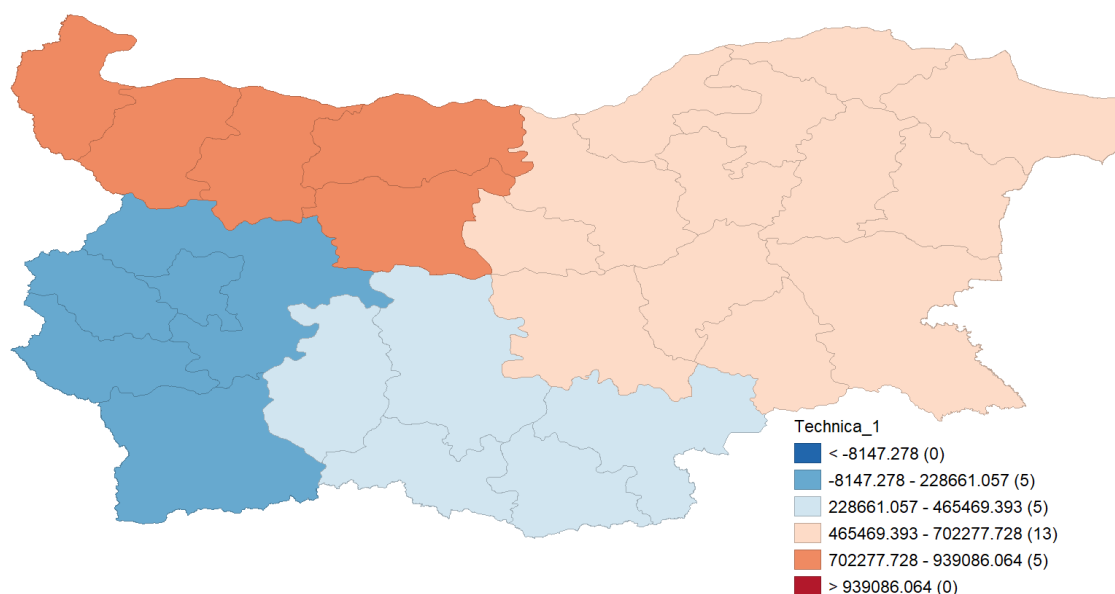 Technica_1
< -8147.278 (0)
-8147.278 - 228661.057 (5)
228661.057 - 465469.393 (5)
465469.393 - 702277.728 (13)
702277.728 - 939086.064 (5)
> 939086.064 (0)